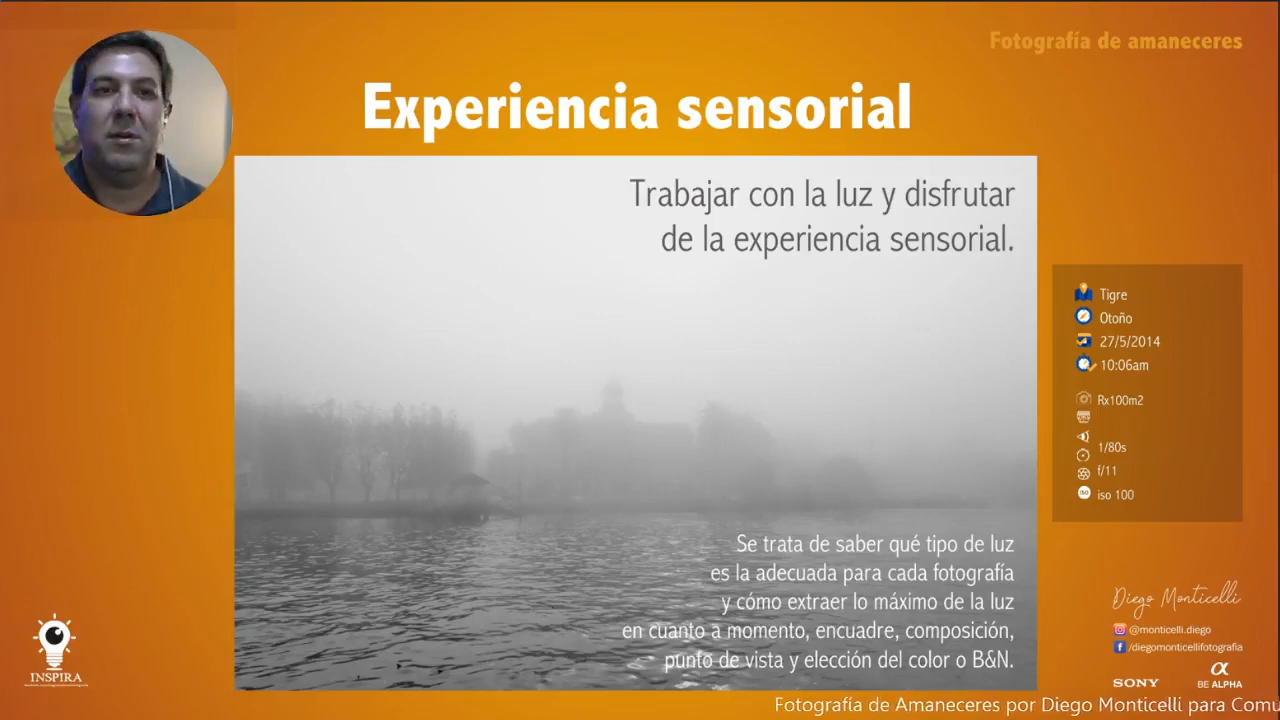 Fotografía de amaneceres
Experiencia sensorial
Trabajar con la luz y disfrutar
de la experiencia sensorial.
Tigre
Otoño
27/5/2014
10:06am
Rx100m2
1/80s
f/11
ISO
iso 100
Se trata de saber qué tipo de luz
es la adecuada para cada fotografía
y cómo extraer lo máximo de la luz
en cuanto a momento, encuadre, composición,
punto de vista y elección del color o B&N.
Diego Monticelli
@monticelli.diego
/diegomonticellifotografia
SONY
α
BE ALPHA
INSPIRA
Fotografía de Amaneceres por Diego Monticelli para Comu